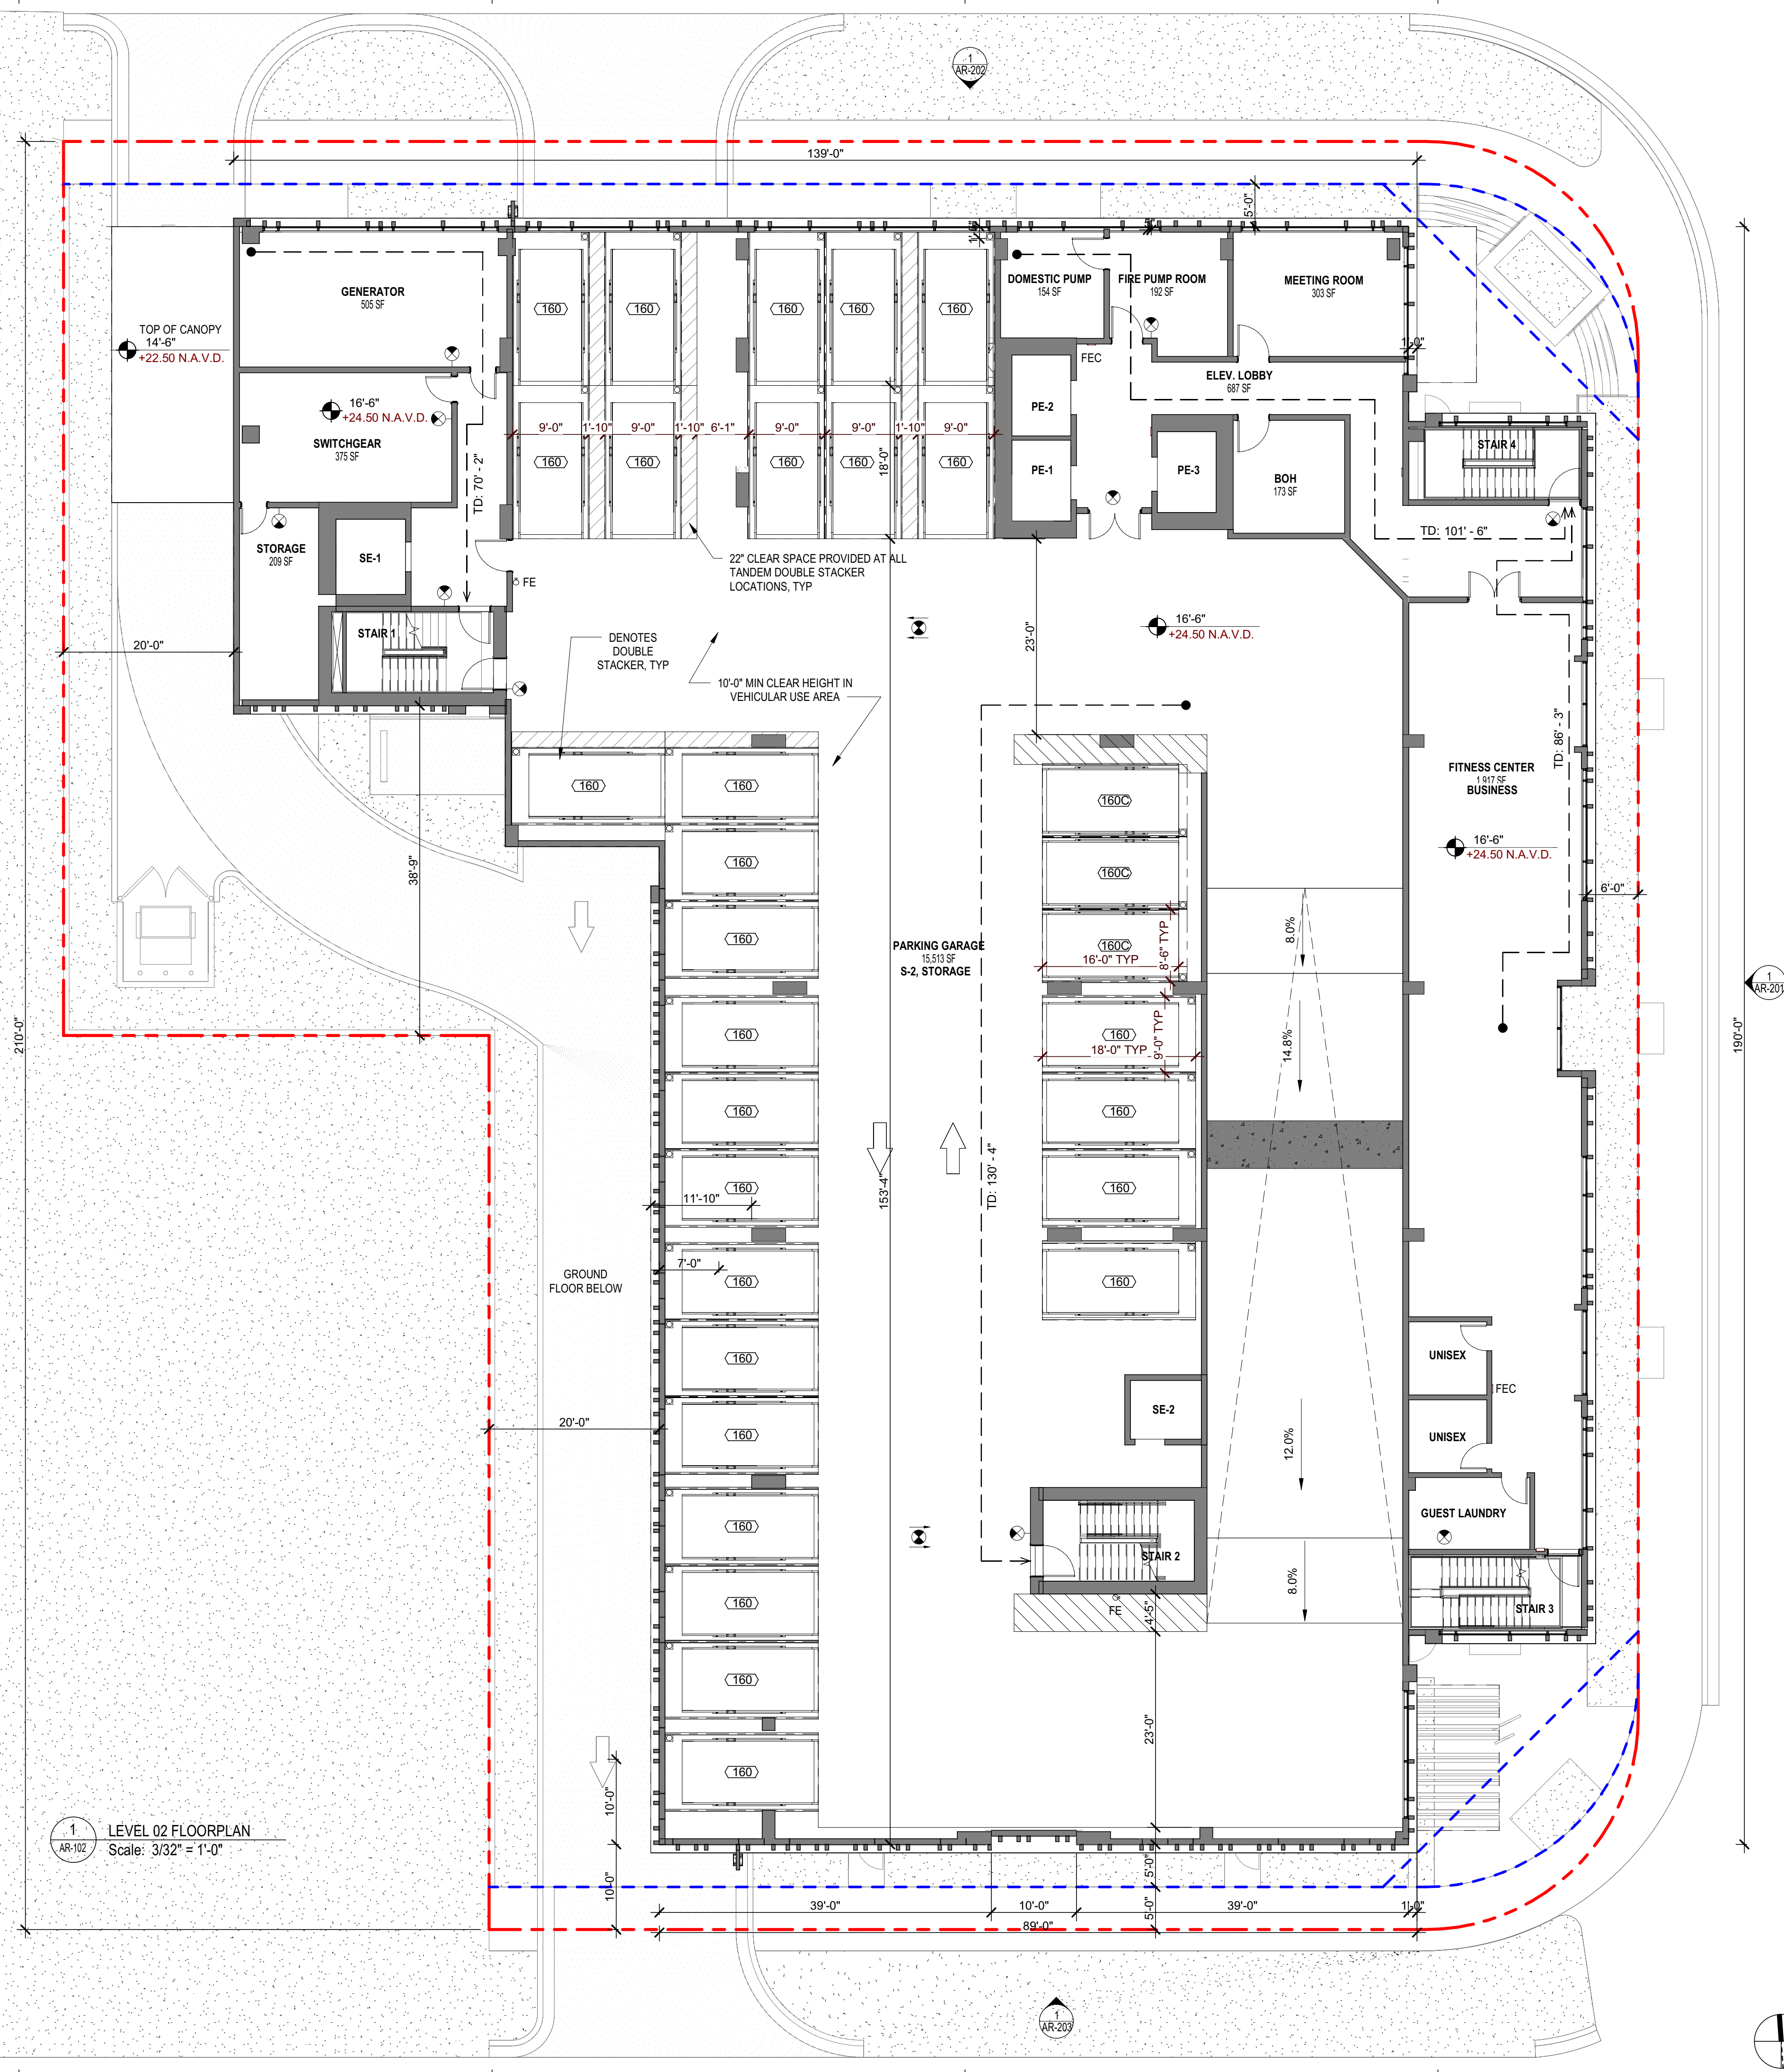 1
AR-202
139'-0"
5'-0"
GENERATOR
505 SF
160
160
160
160
160
DOMESTIC PUMP
154 SF
FIRE PUMP ROOM
192 SF
MEETING ROOM
303 SF
TOP OF CANOPY
14'-6"
+22.50 N.A.V.D.
1'-0"
FEC
ELEV. LOBBY
687 SF
16'-6"
+24.50 N.A.V.D.
PE-2
9'-0"
1'-10"
9'-0"
1'-10"
6'-1"
9'-0"
9'-0"
1'-10"
9'-0"
SWITCHGEAR
375 SF
STAIR 4
160
160
160
160
160
18'-0"
PE-1
PE-3
BOH
173 SF
TD: 70' - 2"
TD: 101' - 6"
STORAGE
209 SF
SE-1
22" CLEAR SPACE PROVIDED AT ALL
TANDEM DOUBLE STACKER
LOCATIONS, TYP
FE
STAIR 1
DENOTES
DOUBLE
STACKER, TYP
23'-0"
16'-6"
+24.50 N.A.V.D.
20'-0"
10'-0" MIN CLEAR HEIGHT IN
VEHICULAR USE AREA
TD: 86' - 3"
FITNESS CENTER
1,917 SF
BUSINESS
160
160
160C
38'-9"
160
160C
16'-6"
+24.50 N.A.V.D.
6'-0"
160
160C
8.0%
PARKING GARAGE
15,513 SF
S-2, STORAGE
16'-0" TYP
8'-6" TYP
1
AR-201
210'-0"
190'-0"
160
160
18'-0" TYP
9'-0" TYP
14.8%
160
160
153'-4"
TD: 130' - 4"
160
160
11'-10"
7'-0"
GROUND
FLOOR BELOW
160
160
160
UNISEX
FEC
SE-2
20'-0"
160
UNISEX
12.0%
160
GUEST LAUNDRY
STAIR 2
8.0%
160
FE
4'-5"
STAIR 3
160
23'-0"
160
10'-0"
1
AR-102
LEVEL 02 FLOORPLAN
Scale: 3/32" = 1'-0"
10'-0"
5'-0"
5'-0"
39'-0"
10'-0"
39'-0"
1'-0"
89'-0"
1
AR-203